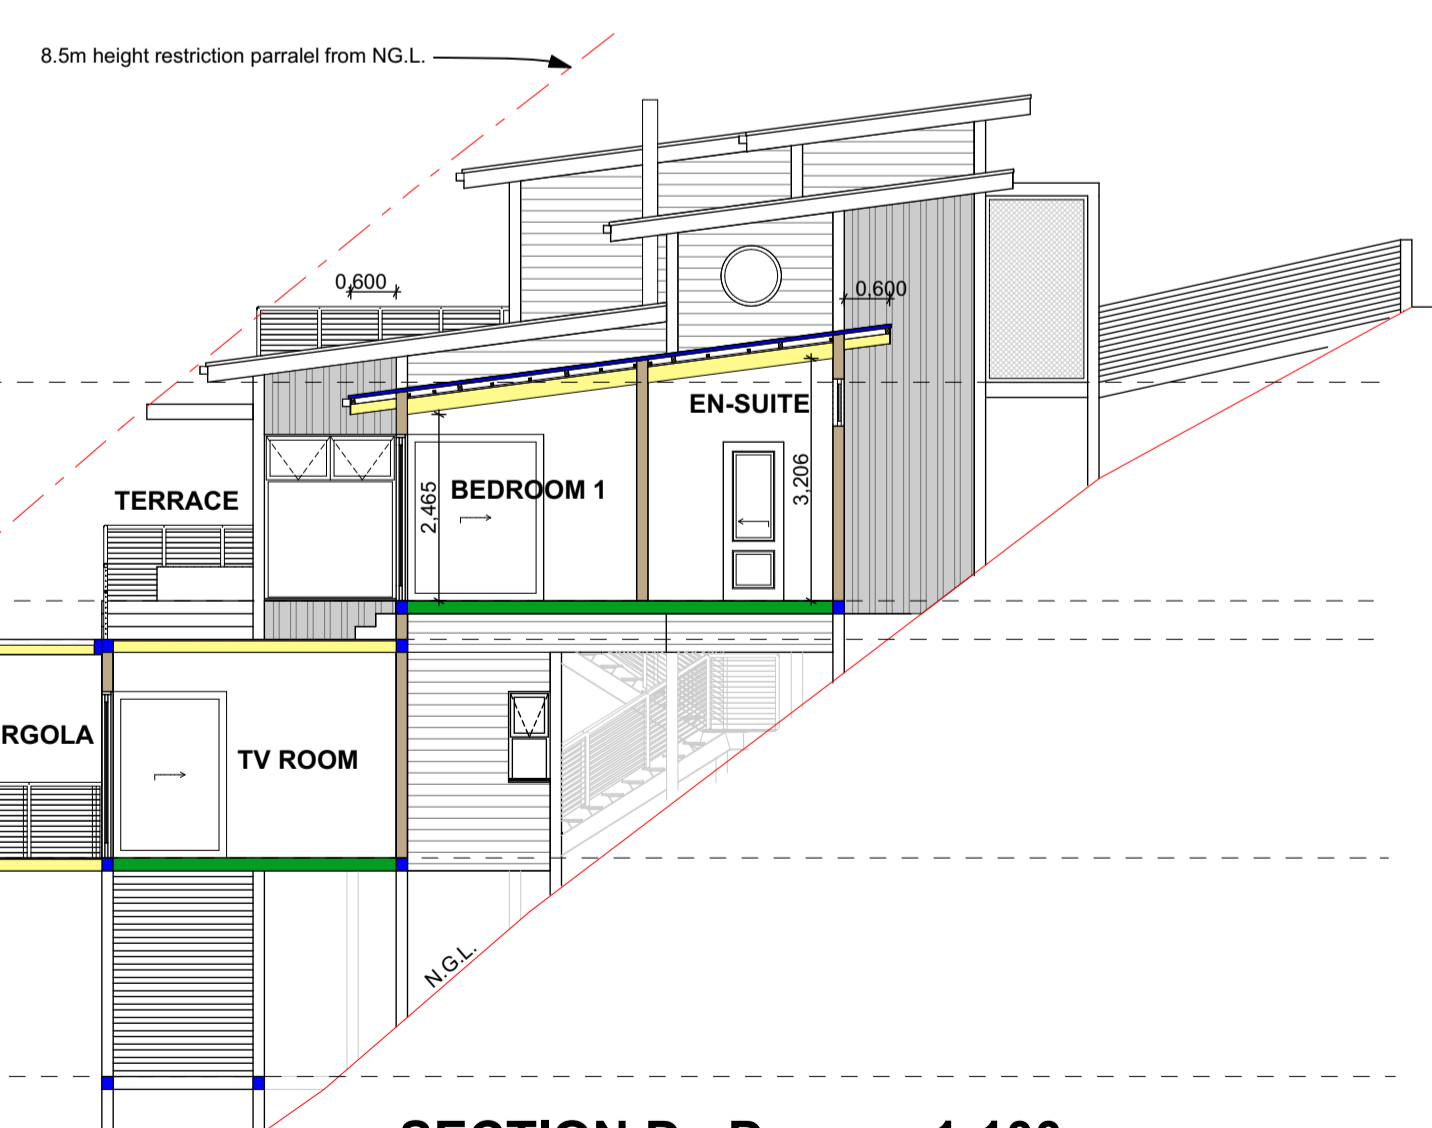 8.5m height restriction parralel from NG.L.
0,600
0,600
EN-SUITE
TERRACE
2,465
BEDROOM 1
3,206
RGOLA
TV ROOM
N.G.L.